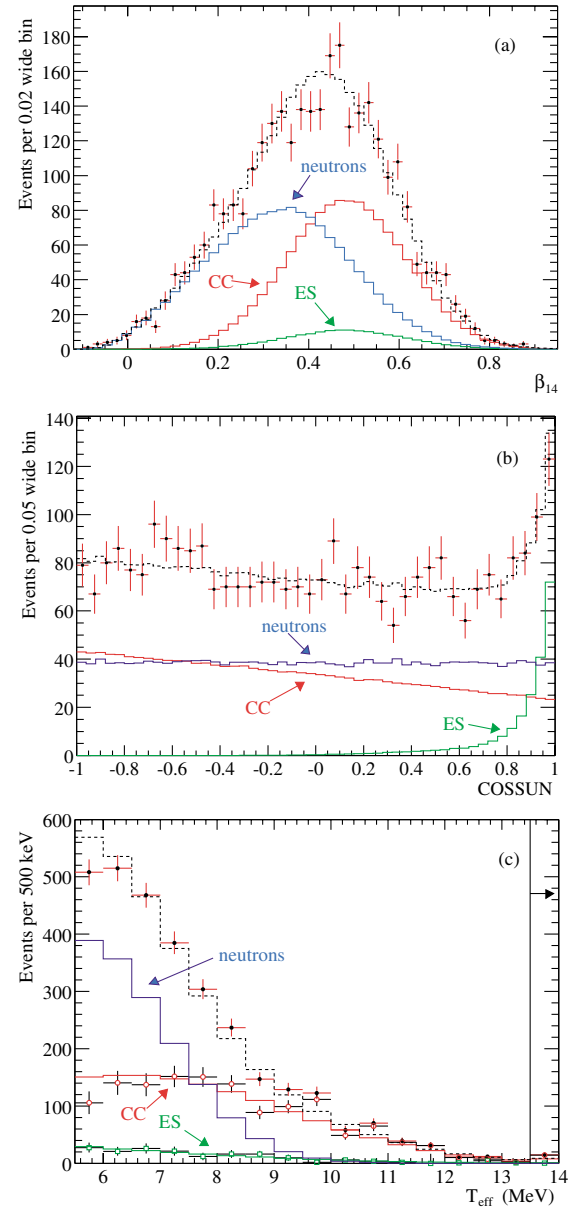 (a)
Events per 0.02 wide bin
160
140
120
100
80
60
40
20
0
neutrons
CC
ES
0 0.2 0.4 0.6 0.8
β14
(b)
Events per 0.05 wide bin
140
120
100
80
60
40
20
0
neutrons
CC
ES
-1 -0.8 -0.6 -0.4 -0.2 -0 0.2 0.4 0.6 0.8 1
COSSUN
(c)
Events per 500 keV
600
500
400
300
200
100
0
neutrons
CC
ES
6 7 8 9 10 11 12 13 14
Teff (MeV)